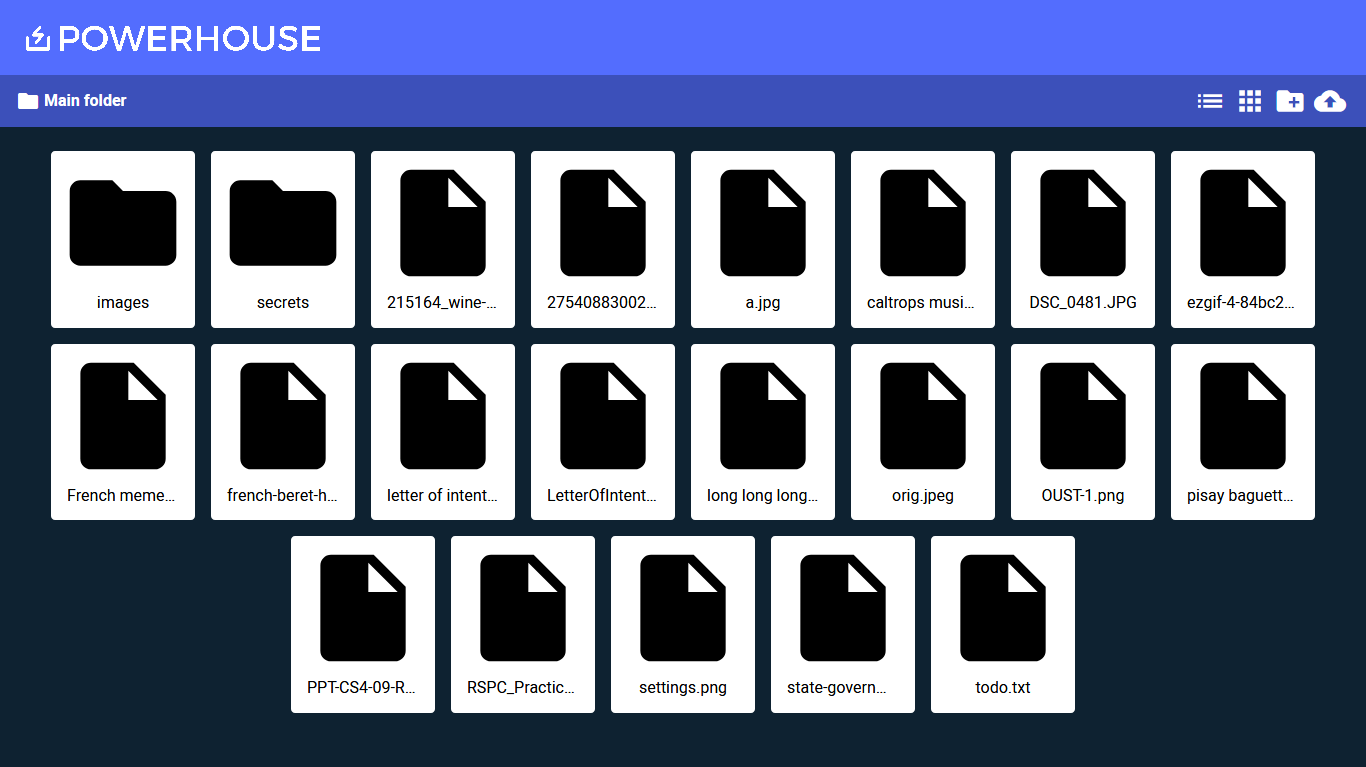 POWERHOUSE
Main folder
images
secrets
215164_wine-...
27540883002...
a.jpg
caltrops musi...
DSC_0481.JPG
ezgif-4-84bc2...
French meme...
french-beret-h...
letter of intent...
LetterOfIntent...
long long long...
orig.jpeg
OUST-1.png
pisay baguett...
PPT-CS4-09-R...
RSPC_Practic...
settings.png
state-govern...
todo.txt